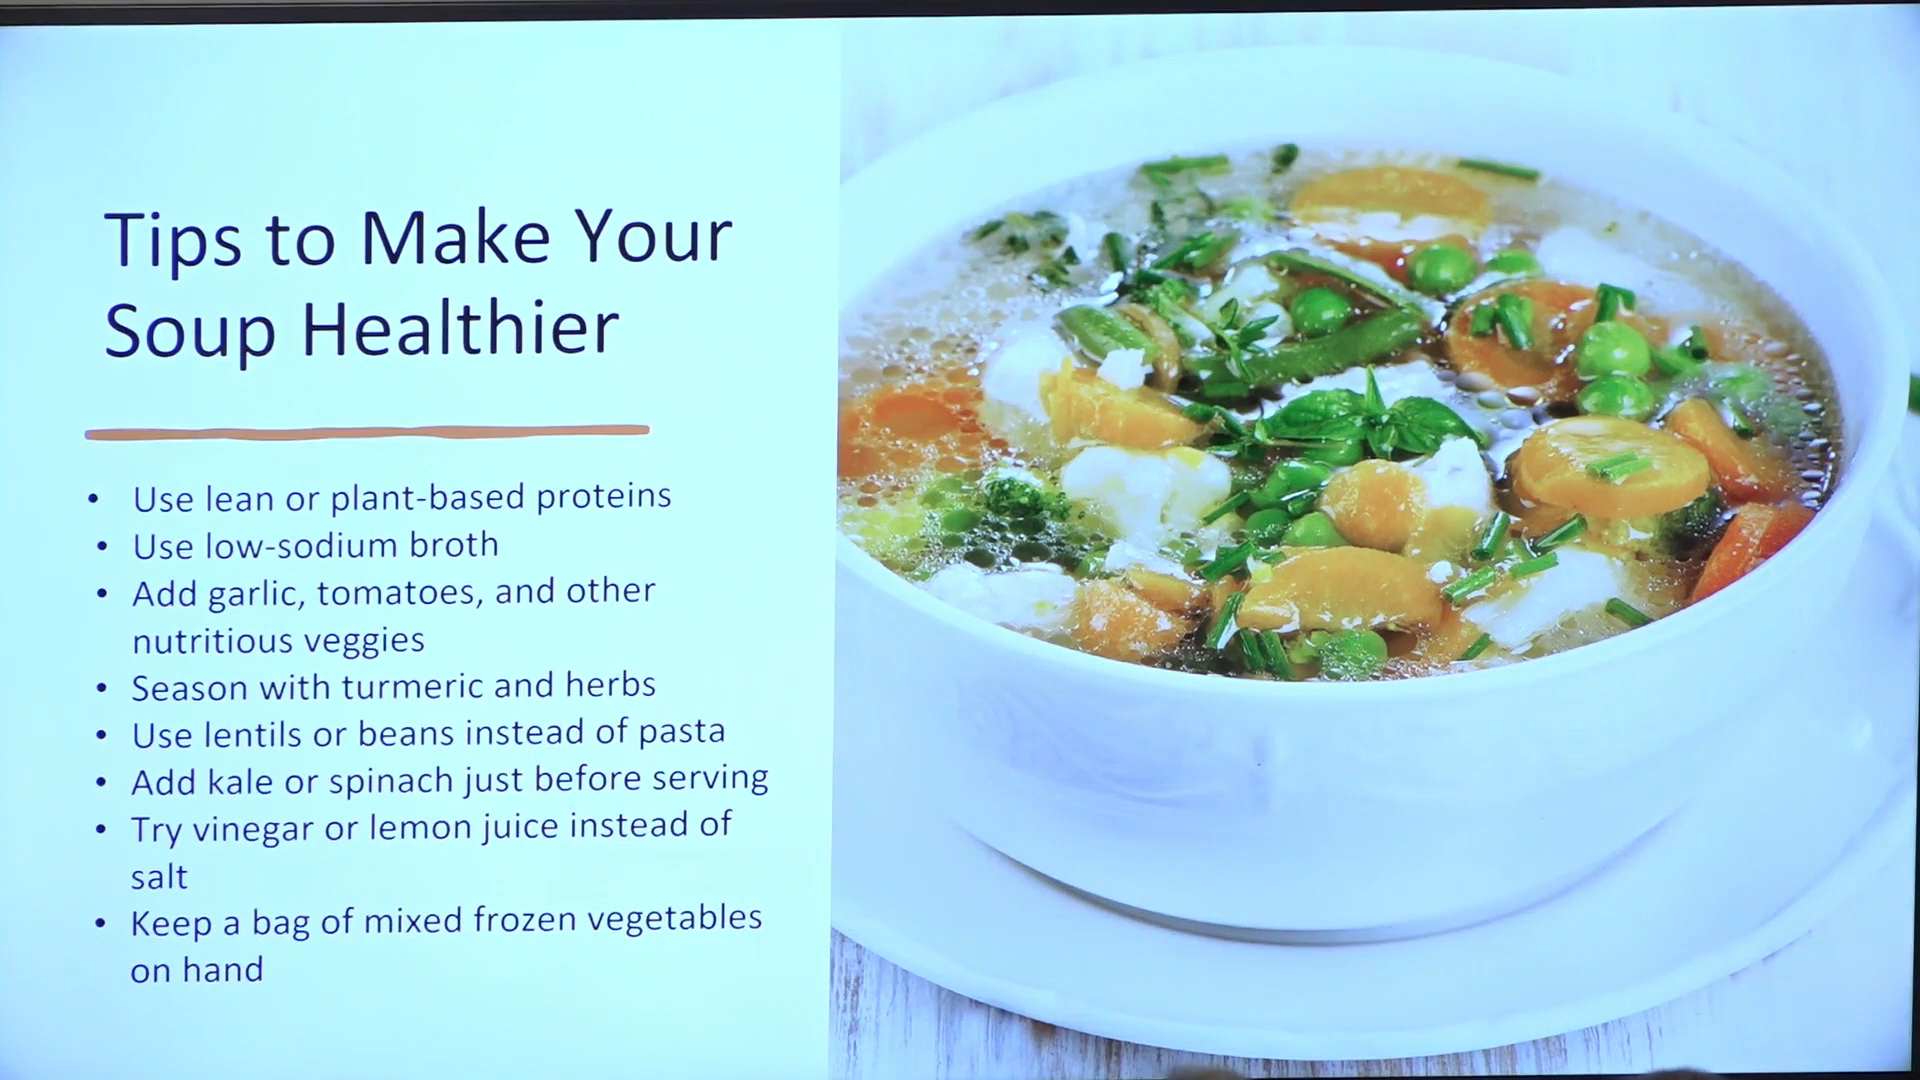 Tips to Make Your
Soup Healthier
• Use lean or plant-based proteins
• Use low-sodium broth
• Add garlic, tomatoes, and other
nutritious veggies
• Season with turmeric and herbs
• Use lentils or beans instead of pasta
• Add kale or spinach just before serving
• Try vinegar or lemon juice instead of
salt
• Keep a bag of mixed frozen vegetables
on hand